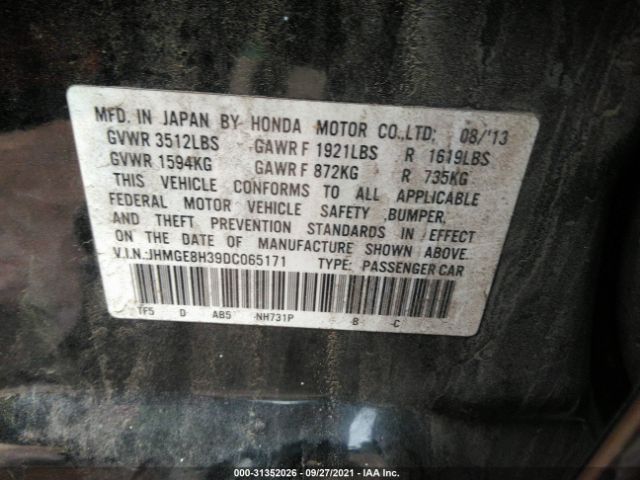 MFD. IN JAPAN BY HONDA MOTOR CO.,LTD; 08/'13
GVWR 3512LBS GAWR F 1921LBS R 1619LBS
GVWR 1594KG GAWR F 872KG R 735KG
THIS VEHICLE CONFORMS TO ALL APPLICABLE
FEDERAL MOTOR VEHICLE SAFETY ,BUMPER,
AND THEFT PREVENTION STANDARDS IN EFFECT
ON THE DATE OF MANUFACTURE SHOWN ABOVE.
V.I.N.:JHMGE8H39DC065171 TYPE: PASSENGER CAR
TF5 D AB5 -NH731P -B -C
000-31352026 - 09/27/2021 - IAA Inc.